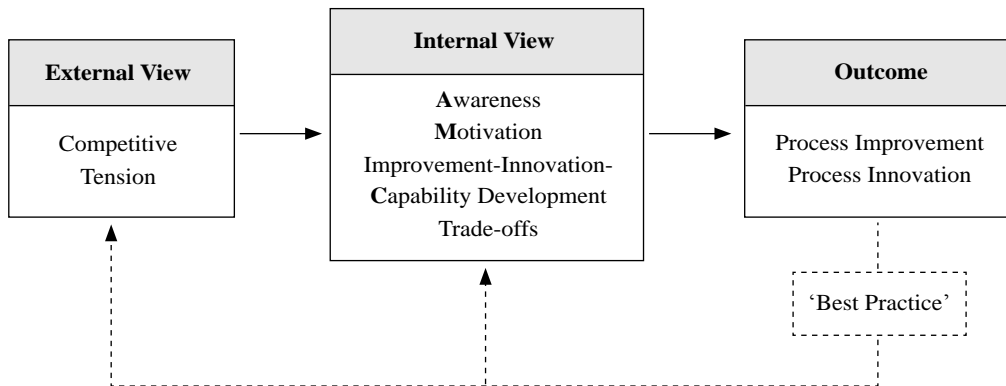 External View
Competitive
Tension
Internal View
Awareness
Motivation
Improvement-Innovation-
Capability Development
Trade-offs
Outcome
Process Improvement
Process Innovation
‘Best Practice’